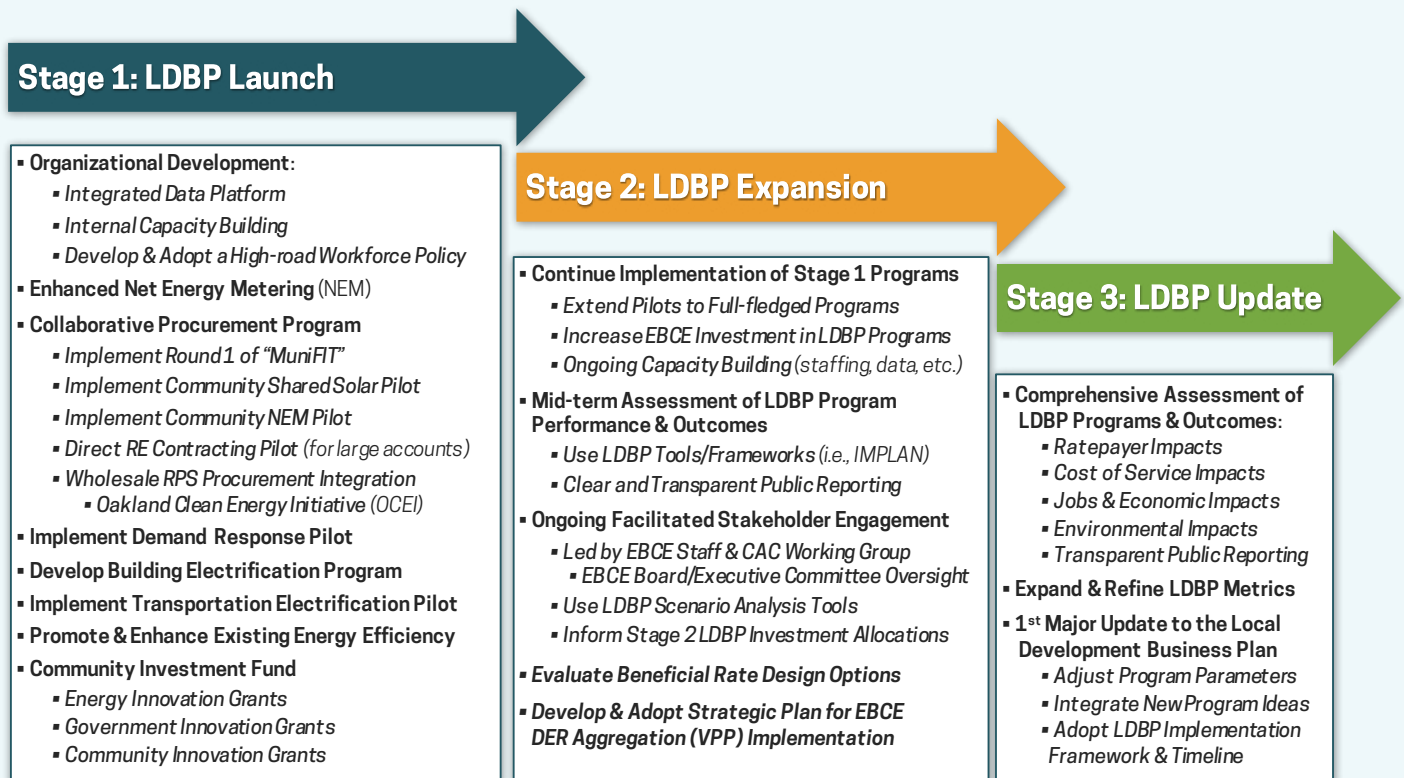 Stage 1: LDBP Launch
▪ Organizational Development:
▪ Integrated Data Platform
▪ Internal Capacity Building
▪ Develop & Adopt a High-road Workforce Policy
▪ Enhanced Net Energy Metering (NEM)
▪ Collaborative Procurement Program
▪ Implement Round 1 of “MuniFIT”
▪ Implement Community Shared Solar Pilot
▪ Implement Community NEM Pilot
▪ Direct RE Contracting Pilot (for large accounts)
▪ Wholesale RPS Procurement Integration
▪ Oakland Clean Energy Initiative (OCEI)
▪ Implement Demand Response Pilot
▪ Develop Building Electrification Program
▪ Implement Transportation Electrification Pilot
▪ Promote & Enhance Existing Energy Efficiency
▪ Community Investment Fund
▪ Energy Innovation Grants
▪ Government Innovation Grants
▪ Community Innovation Grants
Stage 2: LDBP Expansion
▪ Continue Implementation of Stage 1 Programs
▪ Extend Pilots to Full-fledged Programs
▪ Increase EBCE Investment in LDBP Programs
▪ Ongoing Capacity Building (staffing, data, etc.)
▪ Mid-term Assessment of LDBP Program
Performance & Outcomes
▪ Use LDBP Tools/Frameworks (i.e., IMPLAN)
▪ Clear and Transparent Public Reporting
▪ Ongoing Facilitated Stakeholder Engagement
▪ Led by EBCE Staff & CAC Working Group
▪ EBCE Board/Executive Committee Oversight
▪ Use LDBP Scenario Analysis Tools
▪ Inform Stage 2 LDBP Investment Allocations
▪ Evaluate Beneficial Rate Design Options
▪ Develop & Adopt Strategic Plan for EBCE
DER Aggregation (VPP) Implementation
Stage 3: LDBP Update
▪ Comprehensive Assessment of
LDBP Programs & Outcomes:
▪ Ratepayer Impacts
▪ Cost of Service Impacts
▪ Jobs & Economic Impacts
▪ Environmental Impacts
▪ Transparent Public Reporting
▪ Expand & Refine LDBP Metrics
▪ 1st Major Update to the Local
Development Business Plan
▪ Adjust Program Parameters
▪ Integrate New Program Ideas
▪ Adopt LDBP Implementation
Framework & Timeline